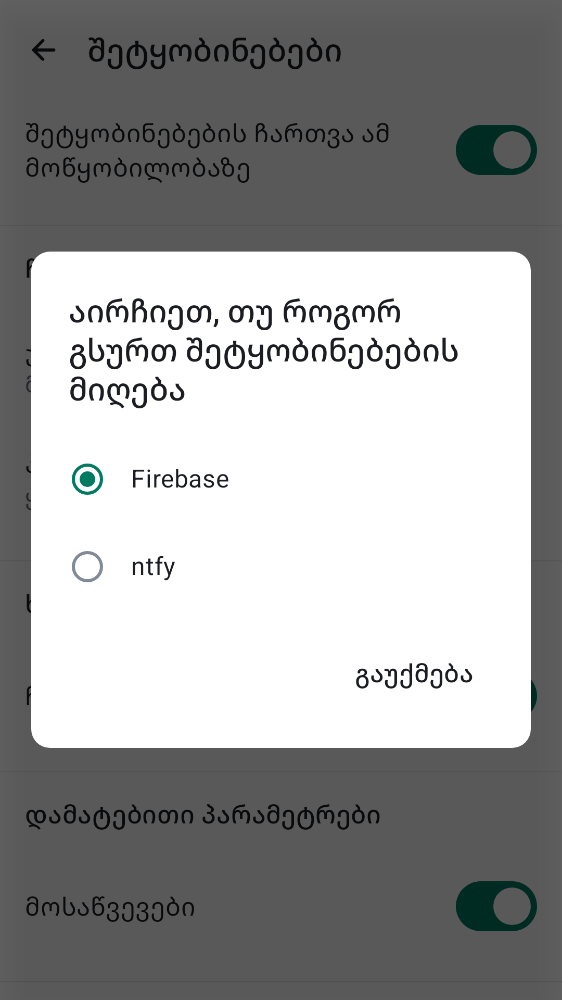 შეტყობინებები
შეტყობინებების ჩართვა ამ
მოწყობილობაზე
აირჩიეთ, თუ როგორ
გსურთ შეტყობინებების
მიღება
Firebase
ntfy
გაუქმება
დამატებითი პარამეტრები
მოსაწვევები